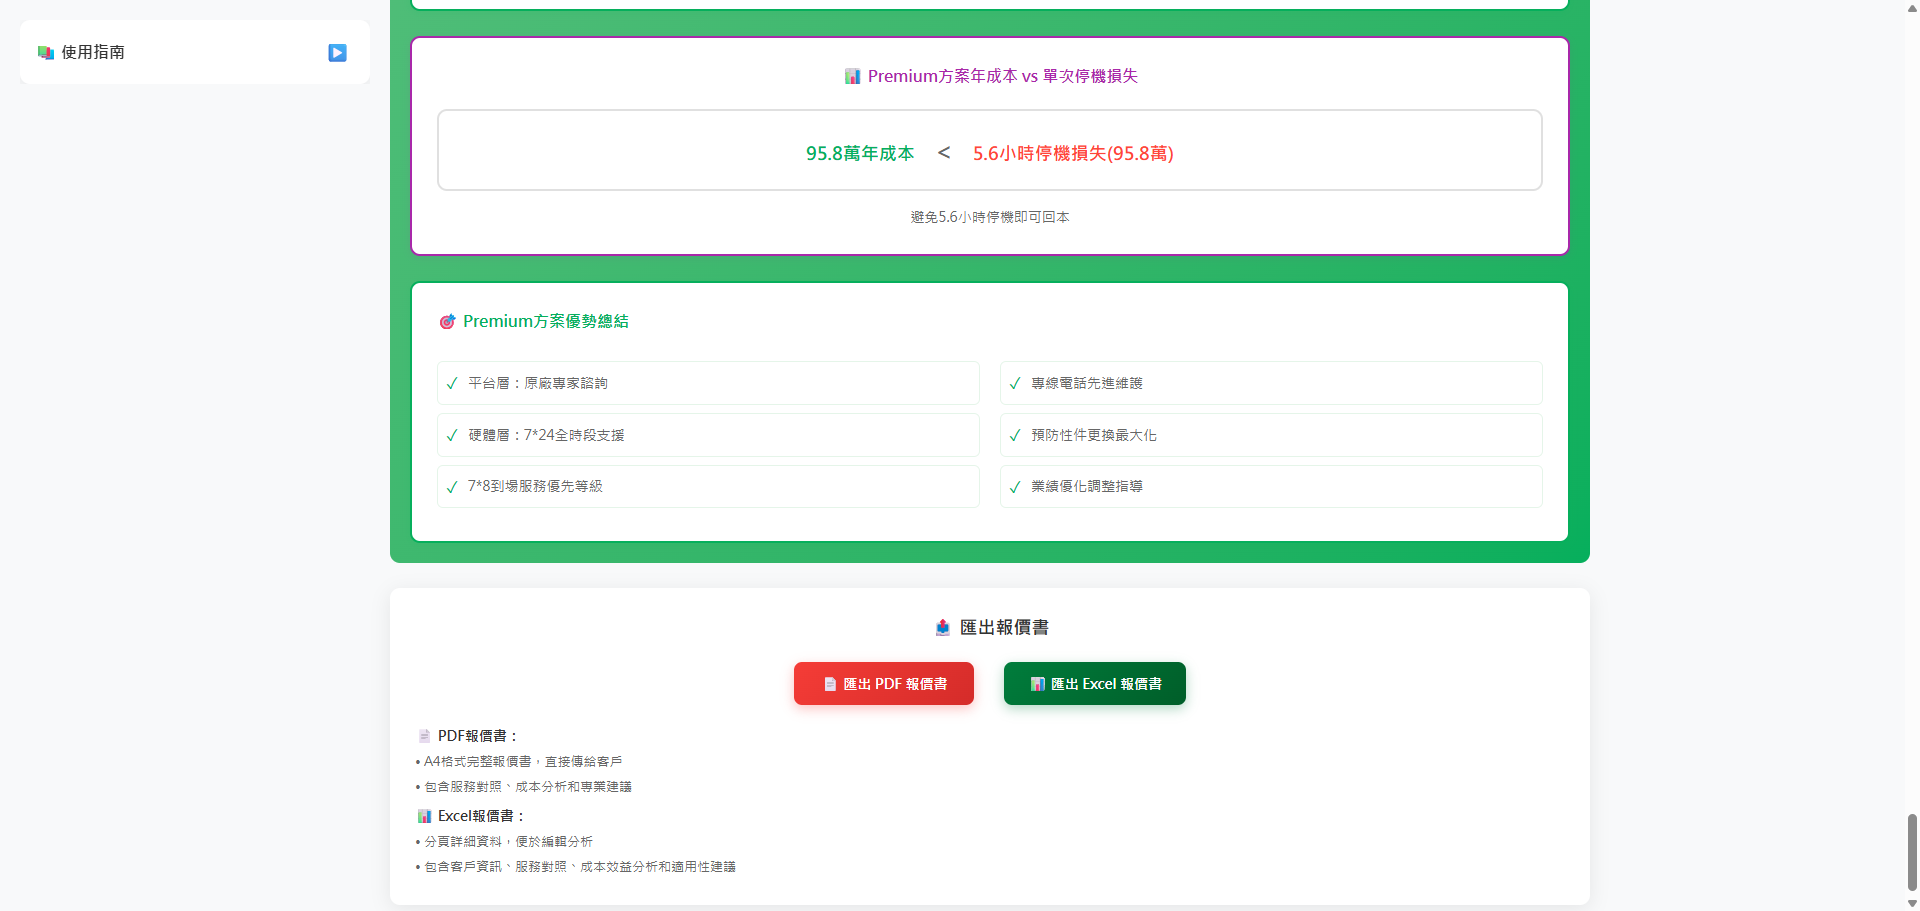 使用指南
Premium方案年成本 vs 單次停機損失
95.8萬年成本 < 5.6小時停機損失(95.8萬)
避免5.6小時停機即可回本
Premium方案優勢總結
✓ 平台層：原廠專家諮詢
✓ 專線電話先進維護
✓ 硬體層：7*24全時段支援
✓ 預防性件更換最大化
✓ 7*8到場服務優先等級
✓ 業績優化調整指導
匯出報價書
匯出 PDF 報價書
匯出 Excel 報價書
PDF報價書：
• A4格式完整報價書，直接傳給客戶
• 包含服務對照、成本分析和專業建議
Excel報價書：
• 分頁詳細資料，便於編輯分析
• 包含客戶資訊、服務對照、成本效益分析和適用性建議